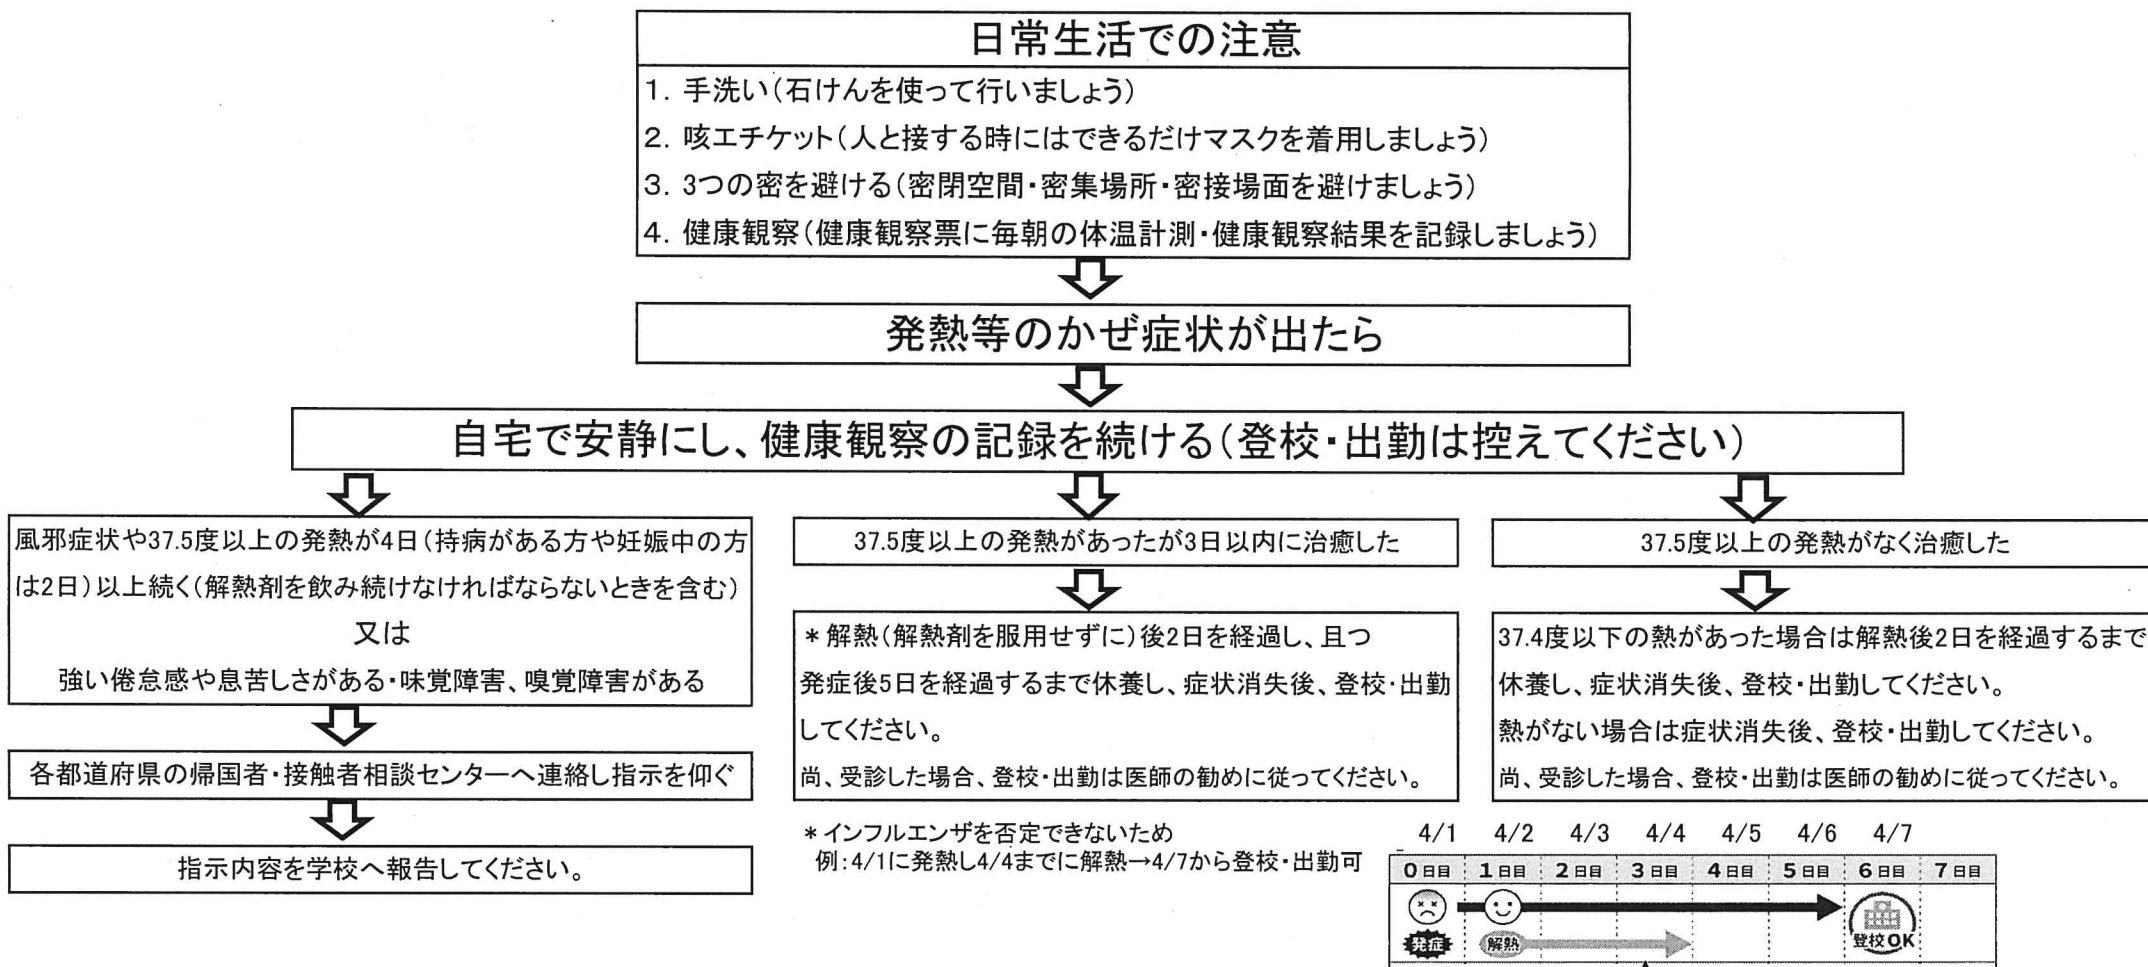 日常生活での注意
1. 手洗い(石けんを使って行いましょう)
2. 咳エチケット(人と接する時にはできるだけマスクを着用しましょう)
3. 3つの密を避ける(密閉空間・密集場所・密接場面を避けましょう)
4. 健康観察(健康観察票に毎朝の体温計測・健康観察結果を記録しましょう)
発熱等のかぜ症状が出たら
自宅で安静にし、健康観察の記録を続ける(登校・出勤は控えてください)
風邪症状や37.5度以上の発熱が4日(持病がある方や妊娠中の方
は2日)以上続く(解熱剤を飲み続けなければならないときを含む)
又は
強い倦怠感や息苦しさがある・味覚障害、嗅覚障害がある
各都道府県の帰国者・接触者相談センターへ連絡し指示を仰ぐ
指示内容を学校へ報告してください。
37.5度以上の発熱があったが3日以内に治癒した
*解熱(解熱剤を服用せずに)後2日を経過し、且つ
発症後5日を経過するまで休養し、症状消失後、登校・出勤
してください。
尚、受診した場合、登校・出勤は医師の勧めに従ってください。
*インフルエンザを否定できないため
例:4/1に発熱し4/4までに解熱→4/7から登校・出勤可
37.5度以上の発熱がなく治癒した
37.4度以下の熱があった場合は解熱後2日を経過するまで
休養し、症状消失後、登校・出勤してください。
熱がない場合は症状消失後、登校・出勤してください。
尚、受診した場合、登校・出勤は医師の勧めに従ってください。
4/1 4/2 4/3 4/4 4/5 4/6 4/7
0日目 1日目 2日目 3日目 4日目 5日目 6日目 7日目
発症 解熱 登校OK